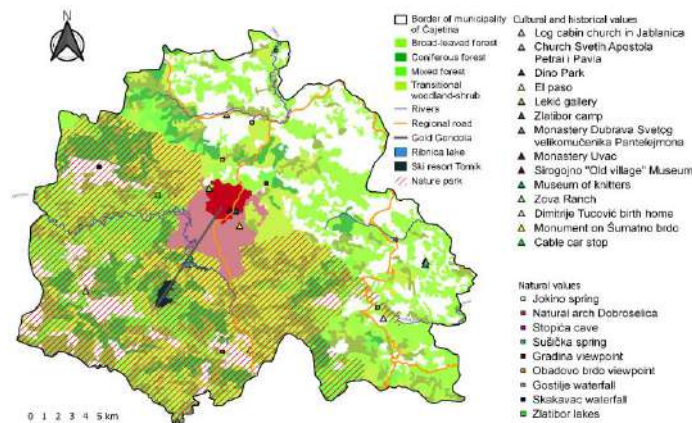 N
Border of municipality
of Čajetina
Broad-leaved forest
Coniferous forest
Mixed forest
Transitional
woodland-shrub
Rivers
Regional road
Gold Gondola
Ribnica lake
Ski resort Tornik
Nature park
Cultural and historical values
Log cabin church in Jablanica
Church Svetih Apostola
Petra i Pavla
Dino Park
El paso
Lekić gallery
Zlatibor camp
Monastery Dubrava Svetog
velikomučenika Pantelejmona
Monastery Uvac
Sirogojno "Old village" Museum
Museum of knitters
Zova Ranch
Dimitrije Tucović birth home
Monument on Šumatno brdo
Cable car stop
Natural values
Jokino spring
Natural arch Dobroselica
Stopića cave
Sušička spring
Gradina viewpoint
Obadovo brdo viewpoint
Gostilje waterfall
Skakavac waterfall
Zlatibor lakes
0 1 2 3 4 5 km